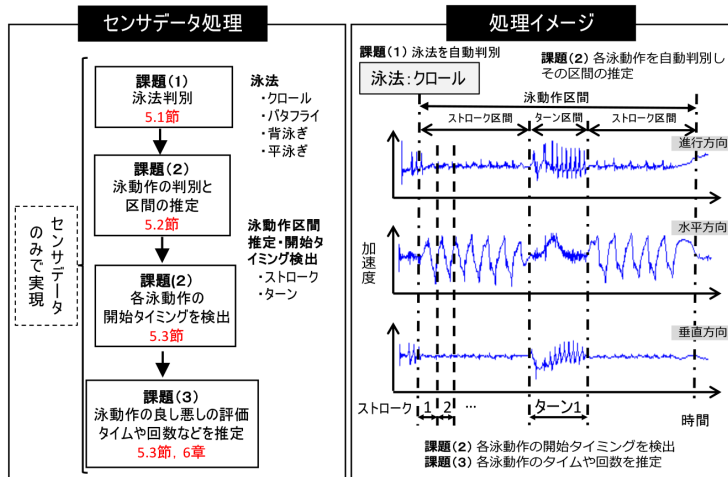 センサデータ処理
課題(1)
泳法判別
5.1節
泳法
・クロール
・バタフライ
・背泳ぎ
・平泳ぎ
課題(2)
泳動作の判別と
区間の推定
5.2節
センサデータ
のみで実現
泳動作区間
推定・開始タ
イミング検出
・ストローク
・ターン
課題(2)
各泳動作の
開始タイミングを検出
5.3節
課題(3)
泳動作の良し悪しの評価
タイムや回数などを推定
5.3節, 6章
処理イメージ
課題(1) 泳法を自動判別
泳法:クロール
課題(2) 各泳動作を自動判別し
その区間の推定
泳動作区間
ストローク区間
ターン区間
ストローク区間
進行方向
水平方向
加速度
垂直方向
ストローク
1
2
…
ターン1
時間
課題(2) 各泳動作の開始タイミングを検出
課題(3) 各泳動作のタイムや回数を推定